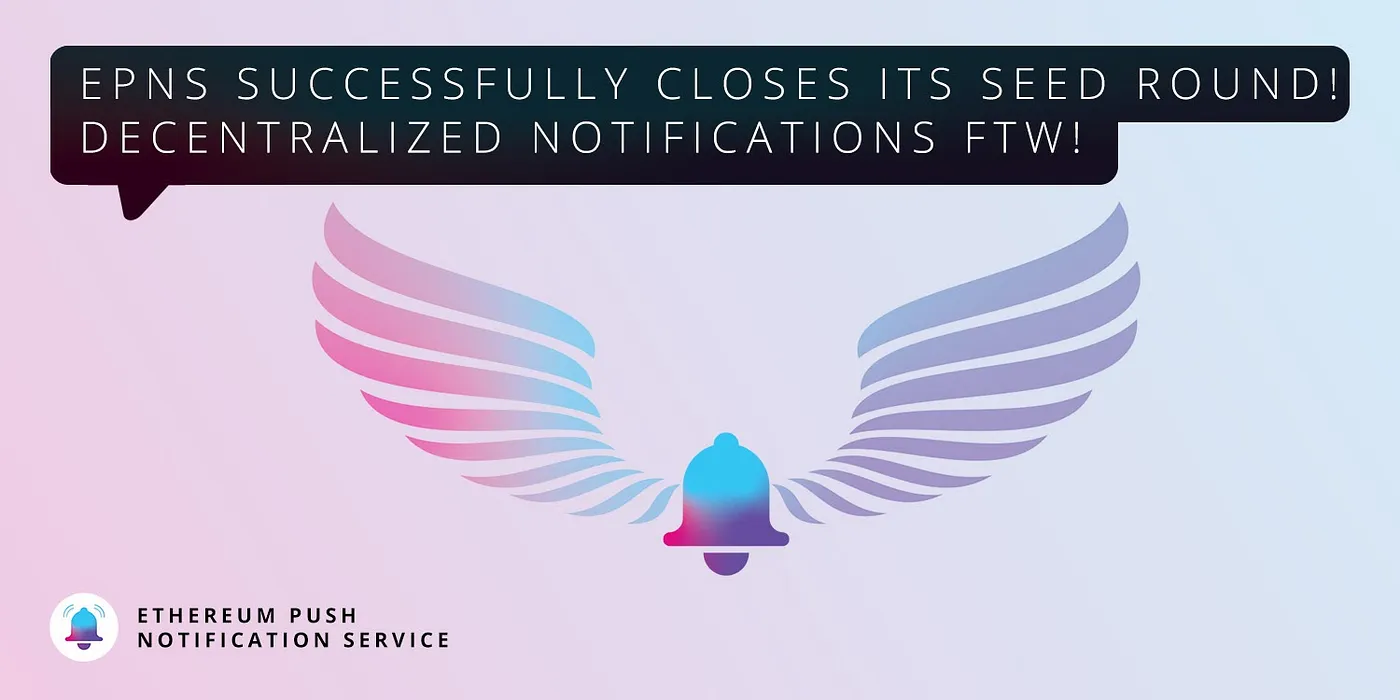 EPNS SUCCESSFULLY CLOSES ITS SEED ROUND!
DECENTRALIZED NOTIFICATIONS FTW!
ETHEREUM PUSH
NOTIFICATION SERVICE